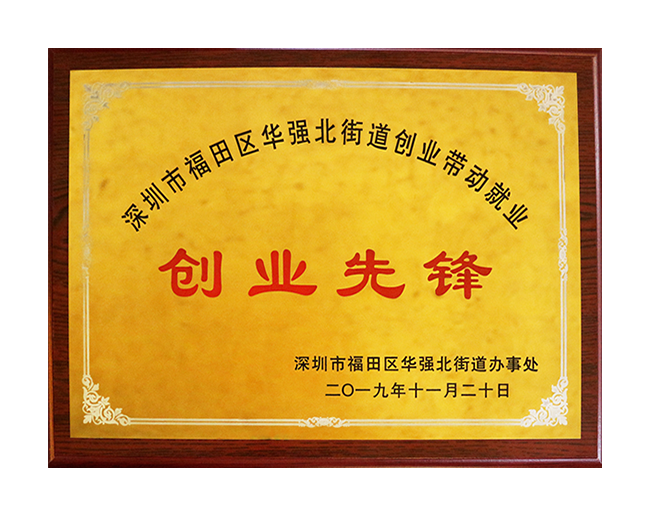 深圳市福田区华强北街道创业带动就业
创业先锋
深圳市福田区华强北街道办事处
二〇一九年十一月二十日